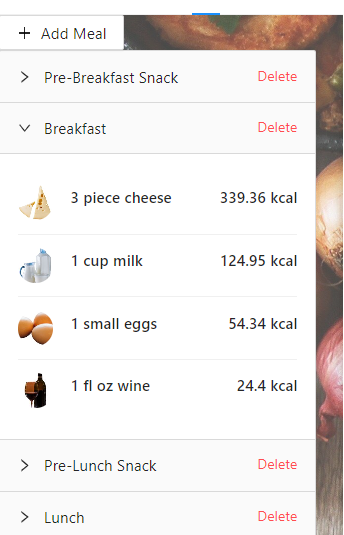 + Add Meal
Pre-Breakfast Snack Delete
Breakfast Delete
3 piece cheese 339.36 kcal
1 cup milk 124.95 kcal
1 small eggs 54.34 kcal
1 fl oz wine 24.4 kcal
Pre-Lunch Snack Delete
Lunch Delete